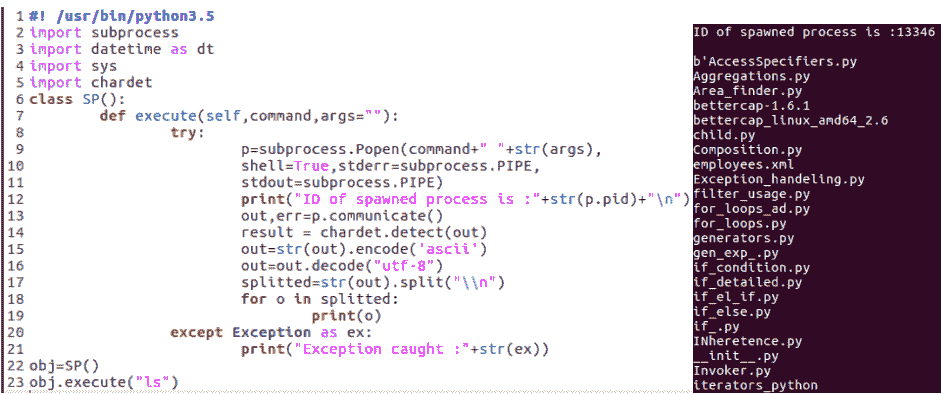 1 #! /usr/bin/python3.5
2 import subprocess
3 import datetime as dt
4 import sys
5 import chardet
6 class SP():
7         def execute(self,command,args=""):
8                 try:
9                         p=subprocess.Popen(command+" "+str(args),
10                         shell=True,stderr=subprocess.PIPE,
11                         stdout=subprocess.PIPE)
12                         print("ID of spawned process is :"+str(p.pid)+"\n")
13                         out,err=p.communicate()
14                         result = chardet.detect(out)
15                         out=str(out).encode('ascii')
16                         out=out.decode("utf-8")
17                         splitted=str(out).split("\\n")
18                         for o in splitted:
19                                 print(o)
20                 except Exception as ex:
21                         print("Exception caught :"+str(ex))
22 obj=SP()
23 obj.execute("ls")
ID of spawned process is :13346
b'AccessSpecifiers.py
Aggregations.py
Area_finder.py
bettercap-1.6.1
bettercap_linux_amd64_2.6
child.py
Composition.py
employees.xml
Exception_handeling.py
filter_usage.py
for_loops_ad.py
for_loops.py
generators.py
gen_exp_.py
if_condition.py
if_detailed.py
if_el_if.py
if_else.py
if_.py
INheretence.py
__init__.py
Invoker.py
iterators_python